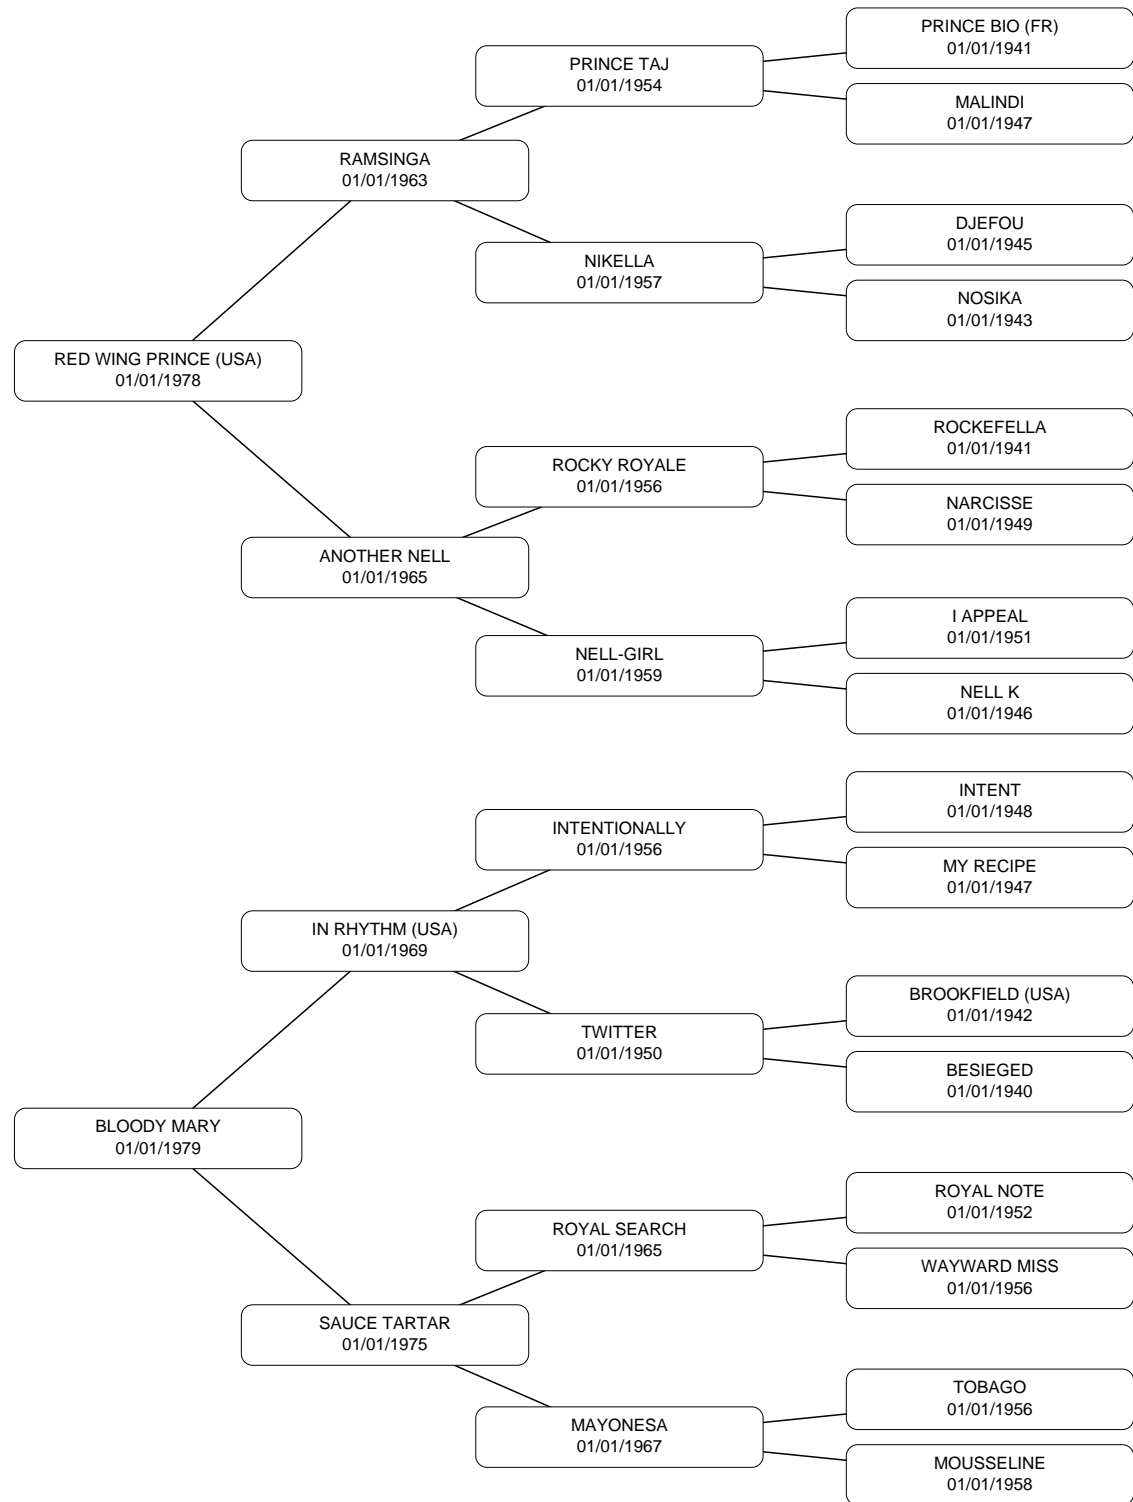 PRINCE BIO (FR)
01/01/1941
PRINCE TAJ
01/01/1954
MALINDI
01/01/1947
RAMSINGA
01/01/1963
DJEFOU
01/01/1945
NIKELLA
01/01/1957
NOSIKA
01/01/1943
RED WING PRINCE (USA)
01/01/1978
ROCKEFELLA
01/01/1941
ROCKY ROYALE
01/01/1956
NARCISSE
01/01/1949
ANOTHER NELL
01/01/1965
I APPEAL
01/01/1951
NELL-GIRL
01/01/1959
NELL K
01/01/1946
INTENT
01/01/1948
INTENTIONALLY
01/01/1956
MY RECIPE
01/01/1947
IN RHYTHM (USA)
01/01/1969
BROOKFIELD (USA)
01/01/1942
TWITTER
01/01/1950
BESIEGED
01/01/1940
BLOODY MARY
01/01/1979
ROYAL NOTE
01/01/1952
ROYAL SEARCH
01/01/1965
WAYWARD MISS
01/01/1956
SAUCE TARTAR
01/01/1975
TOBAGO
01/01/1956
MAYONESA
01/01/1967
MOUSSELINE
01/01/1958